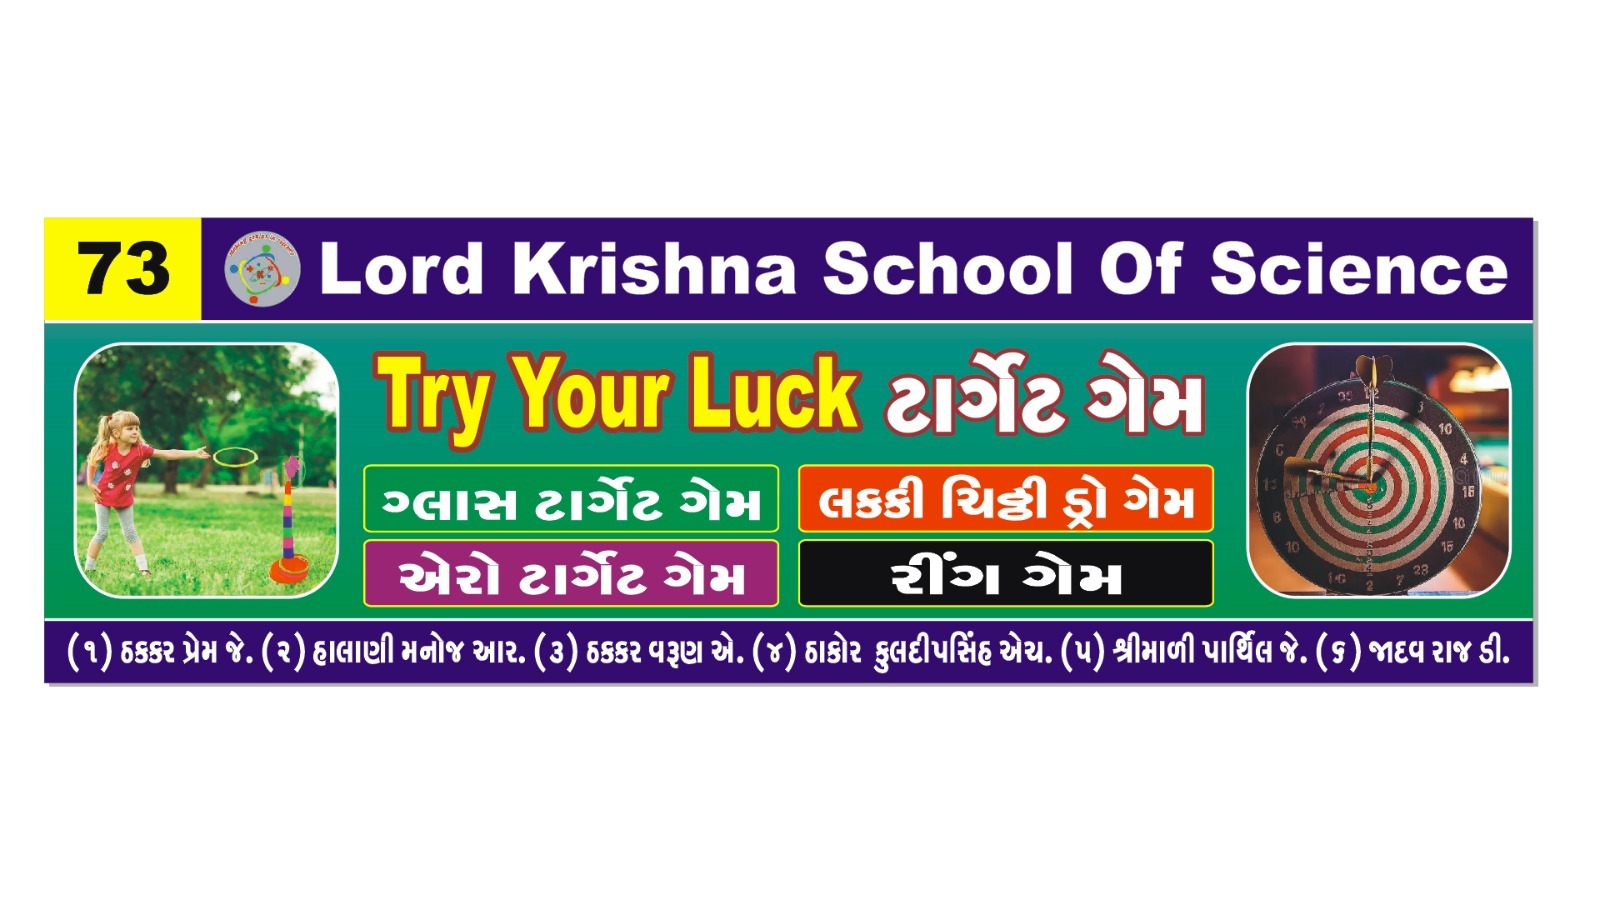 73 Lord Krishna School Of Science
Try Your Luck ટાર્ગેટ ગેમ
ગ્લાસ ટાર્ગેટ ગેમ
લકકી ચિઠ્ઠી ડ્રો ગેમ
એરો ટાર્ગેટ ગેમ
રીંગ ગેમ
(૧) ઠકકર પ્રેમ જે. (૨) હાલાણી મનોજ આર. (૩) ઠકકર વરૂણ એ. (૪) ઠાકોર કુલદીપસિંહ એચ. (૫) શ્રીમાળી પાર્થિલ જે. (૬) જાદવ રાજ ડી.